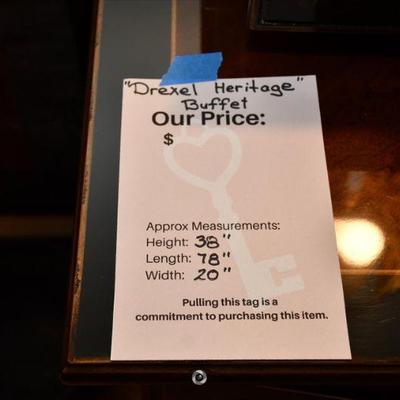 "Drexel Heritage"
Buffet
Our Price:
$
Approx Measurements:
Height: 38"
Length: 78"
Width: 20"
Pulling this tag is a
commitment to purchasing this item.